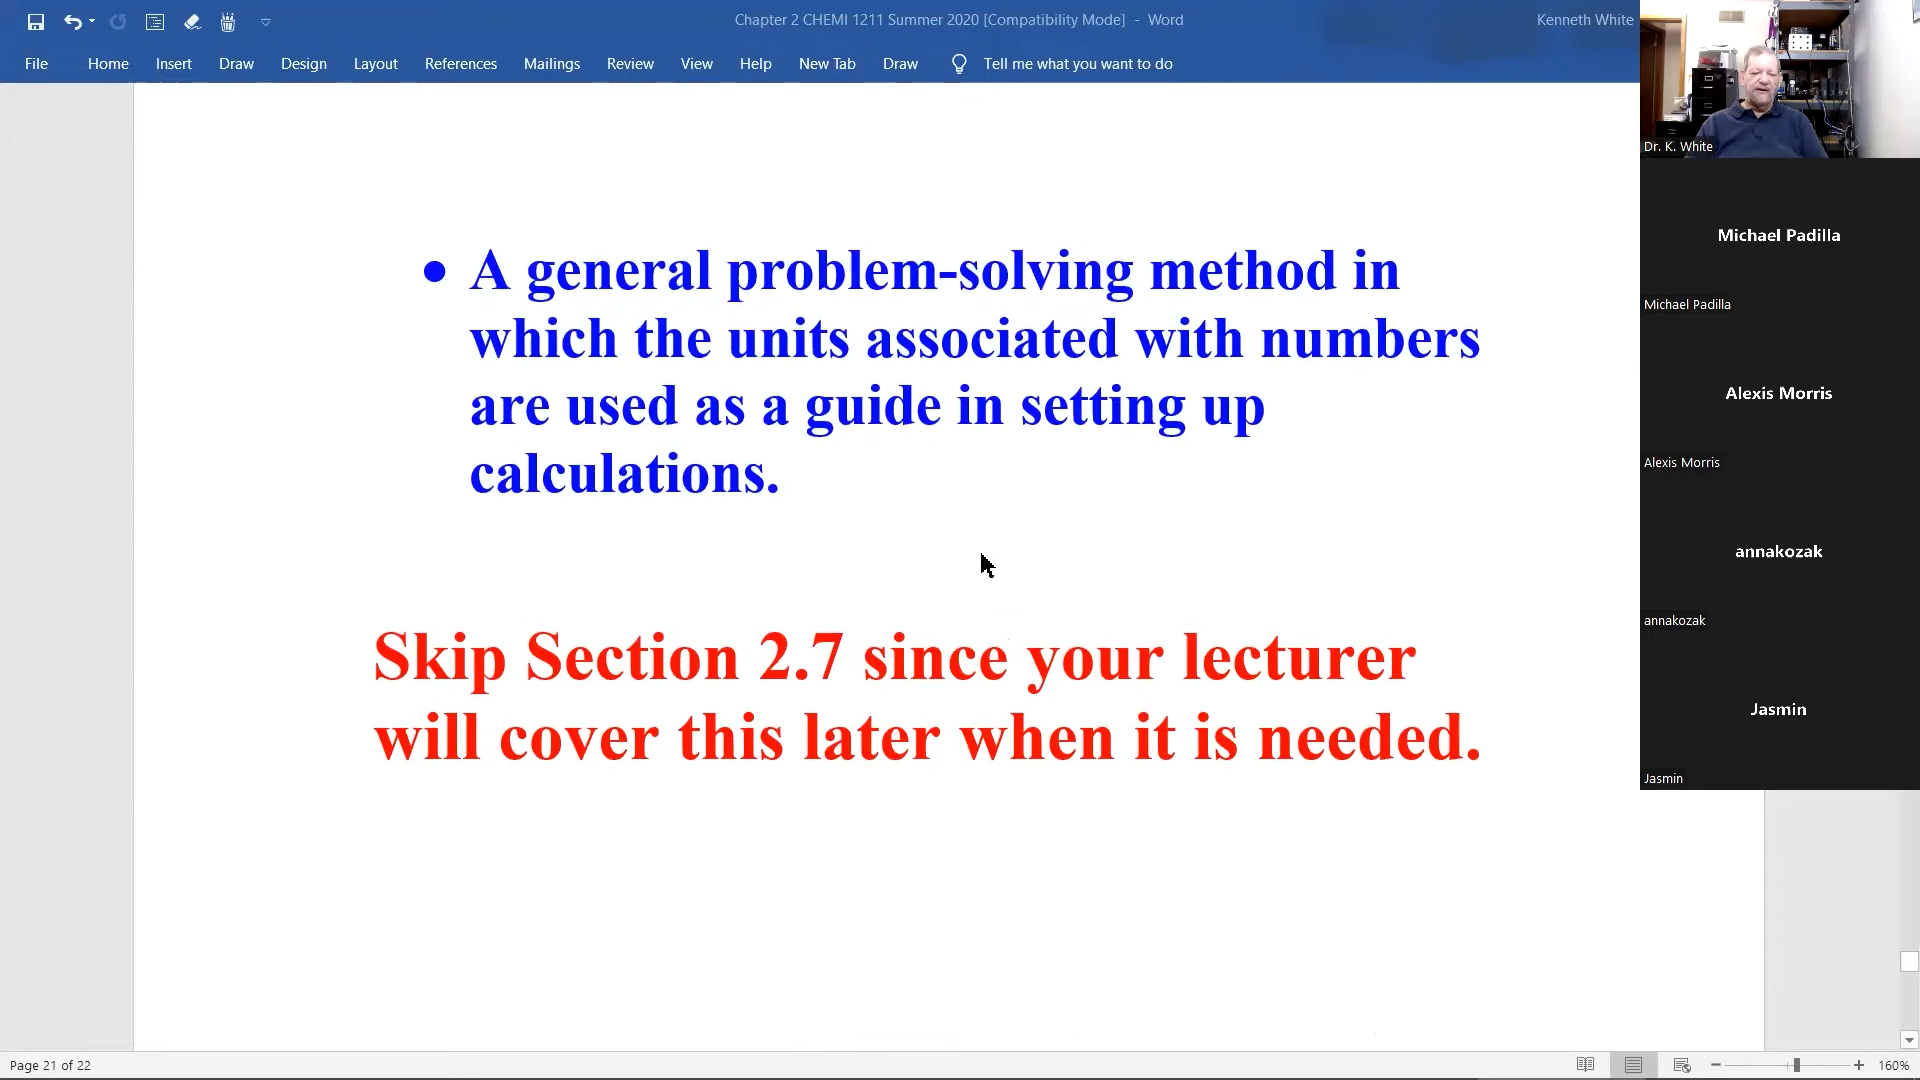 Chapter 2 CHEMI 1211 Summer 2020 [Compatibility Mode] - Word
Kenneth White
File Home Insert Draw Design Layout References Mailings Review View Help New Tab Draw Tell me what you want to do
Dr. K. White
• A general problem-solving method in
which the units associated with numbers
are used as a guide in setting up
calculations.
Skip Section 2.7 since your lecturer
will cover this later when it is needed.
Michael Padilla
Michael Padilla
Alexis Morris
Alexis Morris
annakozak
annakozak
Jasmin
Jasmin
Page 21 of 22
160%